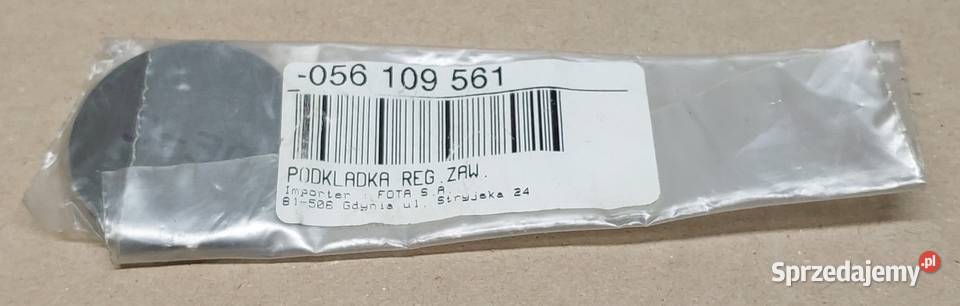 -056 109 561
PODKLADKA REG.ZAW.
Importer : FOTA S.A.
81-506 Gdynia ul. Stryjska 24
Sprzedajemy.pl